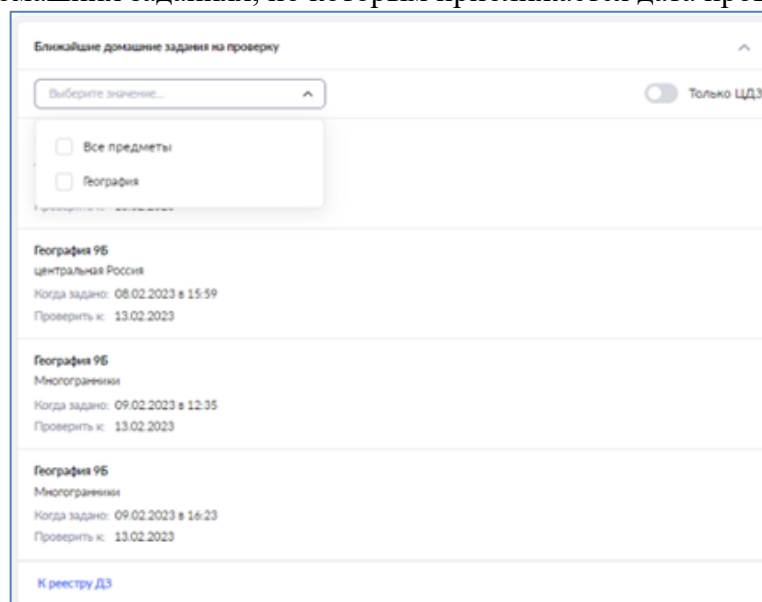 Ближайшие домашние задания на проверку
Выберите значение...
Только ЦДЗ
Все предметы
География
География 9Б
центральная Россия
Когда задано: 08.02.2023 в 15:59
Проверить к: 13.02.2023
География 9Б
Многогранники
Когда задано: 09.02.2023 в 12:35
Проверить к: 13.02.2023
География 9Б
Многогранники
Когда задано: 09.02.2023 в 16:23
Проверить к: 13.02.2023
К реестру ДЗ